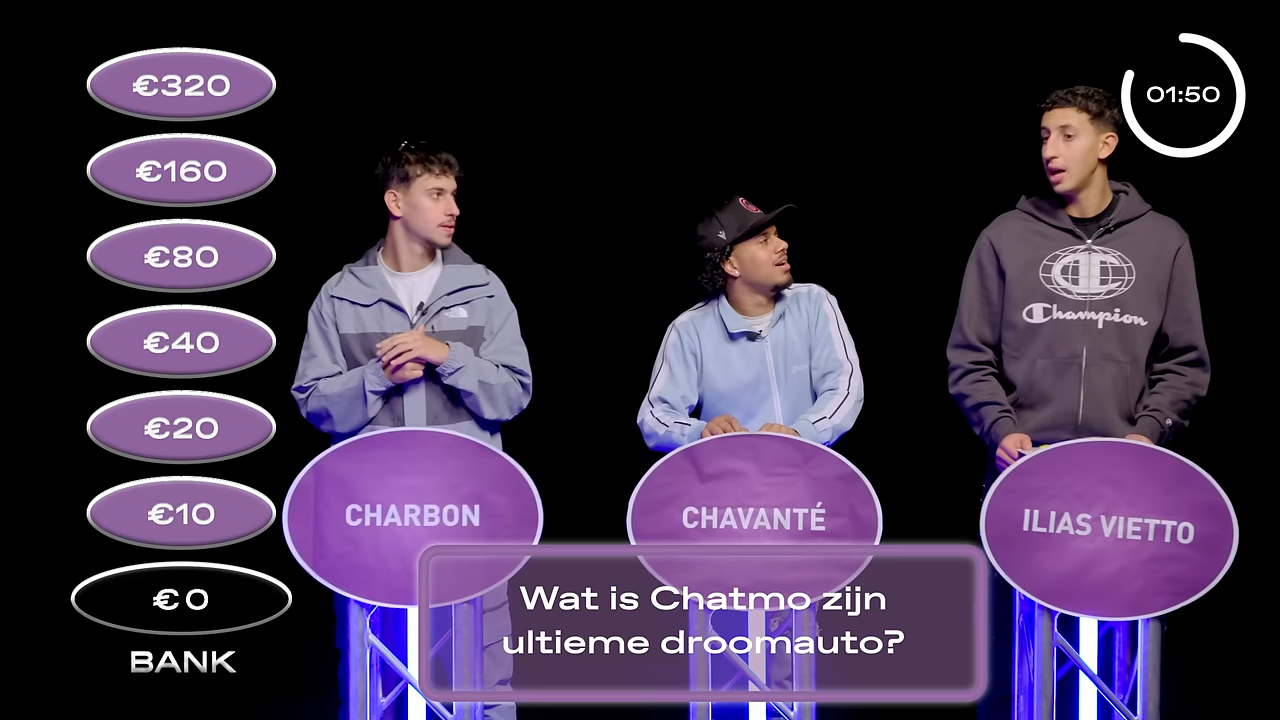 €320
€160
€80
€40
€20
€10
€0
BANK
01:50
Champion
CHARBON
CHAVANTÉ
ILIAS VIETTO
Wat is Chatmo zijn
ultieme droomauto?